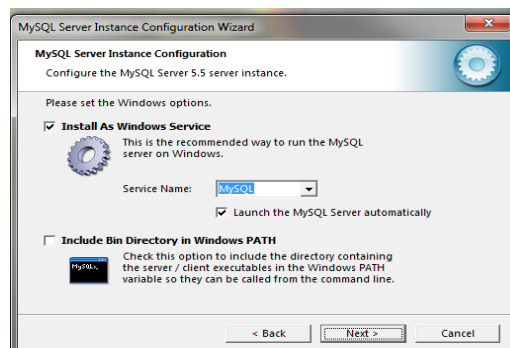 MySQL Server Instance Configuration Wizard
MySQL Server Instance Configuration
Configure the MySQL Server 5.5 server instance.
Please set the Windows options.
Install As Windows Service
This is the recommended way to run the MySQL
server on Windows.
Service Name: MySQL
Launch the MySQL Server automatically
Include Bin Directory in Windows PATH
MySQL>_
Check this option to include the directory containing
the server / client executables in the Windows PATH
variable so they can be called from the command line.
< Back Next > Cancel